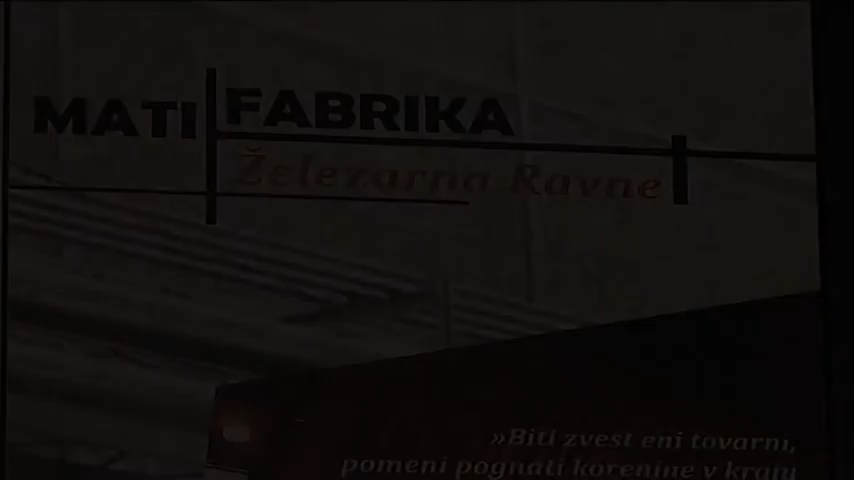 MATI FABRIKA
Železarna Ravne
»Biti zvest eni tovarni,
pomeni pognati korenine v kraju